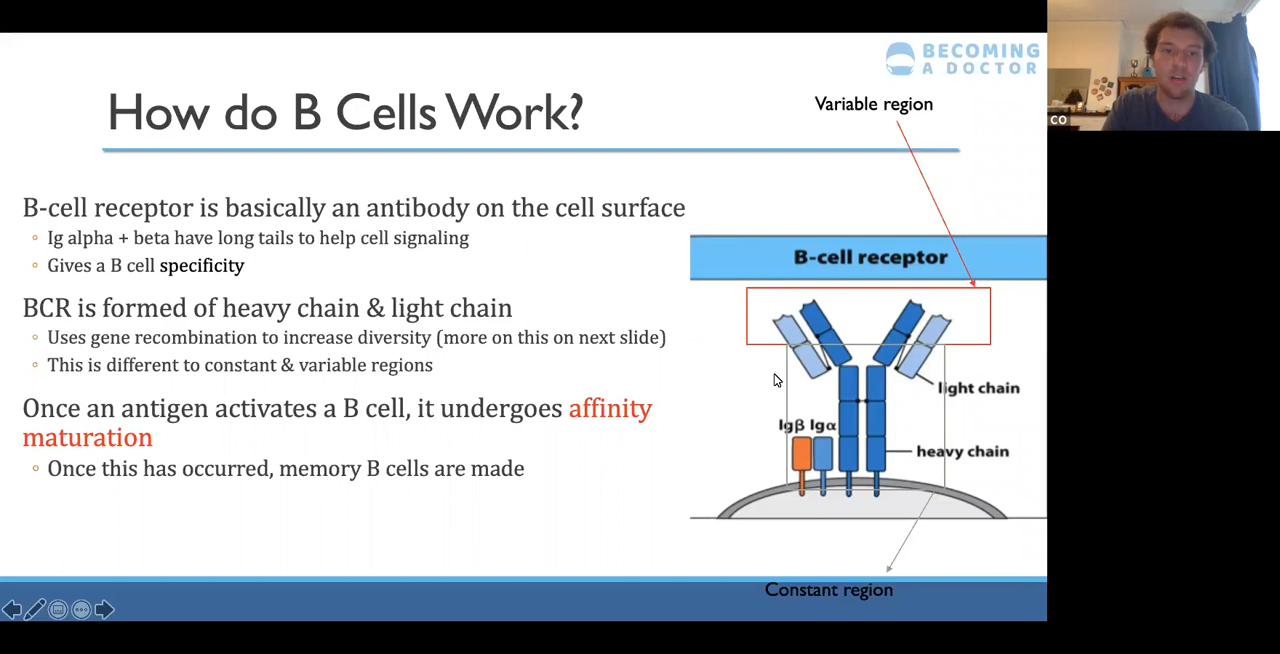 BECOMING
A DOCTOR
How do B Cells Work?
Variable region
CO
B-cell receptor is basically an antibody on the cell surface
◦ Ig alpha + beta have long tails to help cell signaling
◦ Gives a B cell specificity
BCR is formed of heavy chain & light chain
◦ Uses gene recombination to increase diversity (more on this on next slide)
◦ This is different to constant & variable regions
Once an antigen activates a B cell, it undergoes affinity
maturation
◦ Once this has occurred, memory B cells are made
B-cell receptor
light chain
Igβ Igα
heavy chain
Constant region